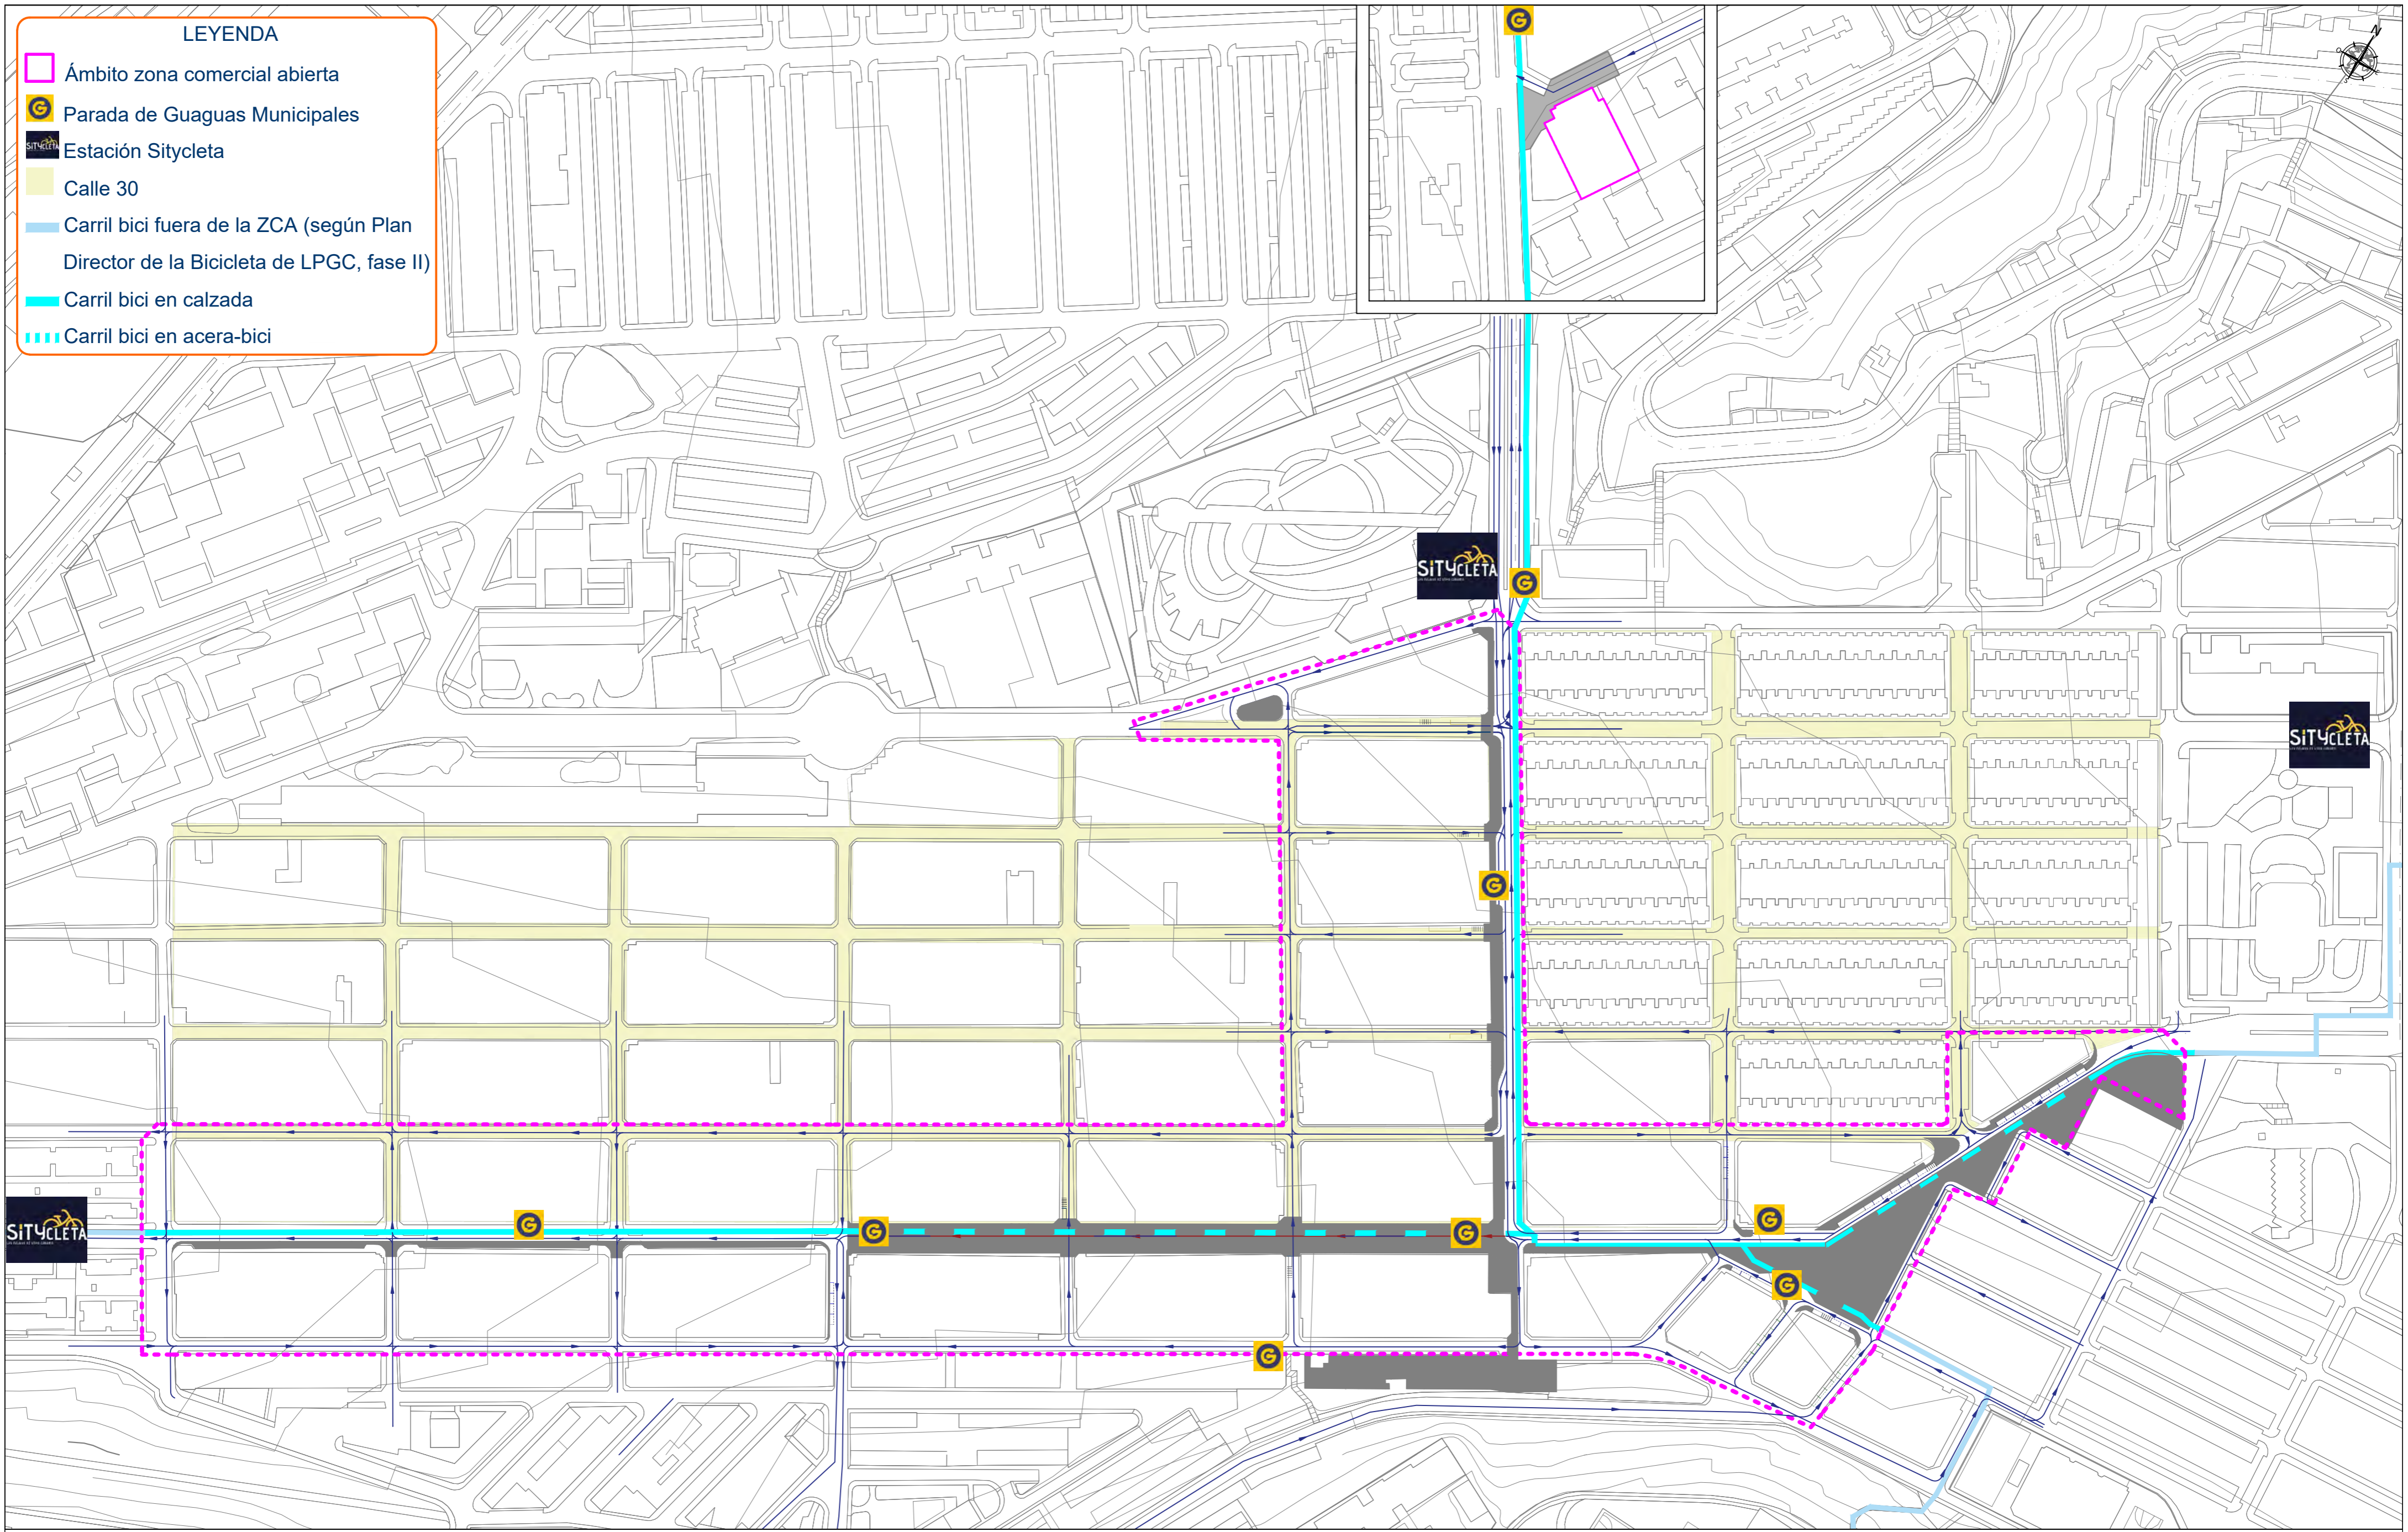 LEYENDA
Ámbito zona comercial abierta
G Parada de Guaguas Municipales
SITYCLETA Estación Sitycleta
Calle 30
Carril bici fuera de la ZCA (según Plan
Director de la Bicicleta de LPGC, fase II)
Carril bici en calzada
Carril bici en acera-bici
G
N
SITYCLETA
G
SITYCLETA
G
SITYCLETA
G
G
G
G
G
G